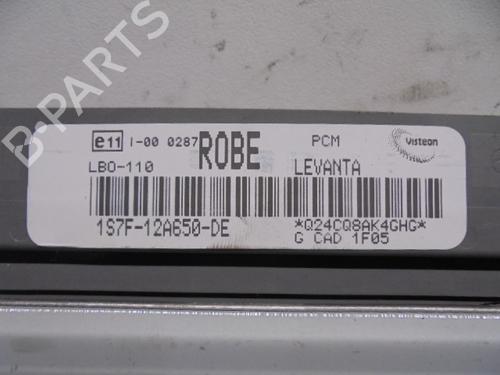 B-PARTS
e11 I-00 0287 ROBE PCM Visteon
LB0-110 LEVANTA
1S7F-12A650-DE *Q24CQ8AK4GHG*
G CAD 1F05